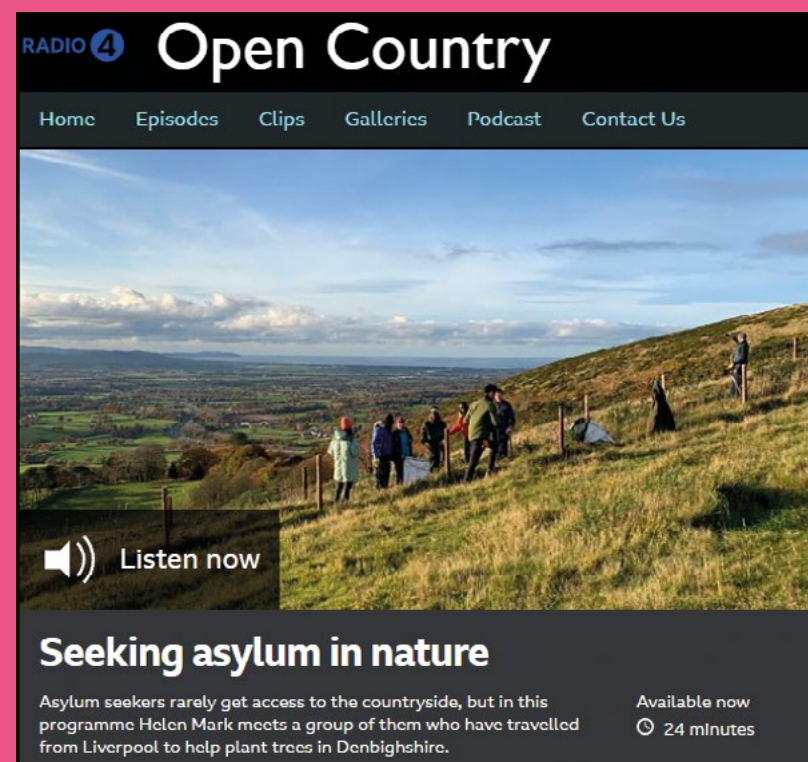 RADIO 4 Open Country
Home Episodes Clips Galleries Podcast Contact Us
Listen now
Seeking asylum in nature
Asylum seekers rarely get access to the countryside, but in this
programme Helen Mark meets a group of them who have travelled
from Liverpool to help plant trees in Denbighshire.
Available now
24 minutes